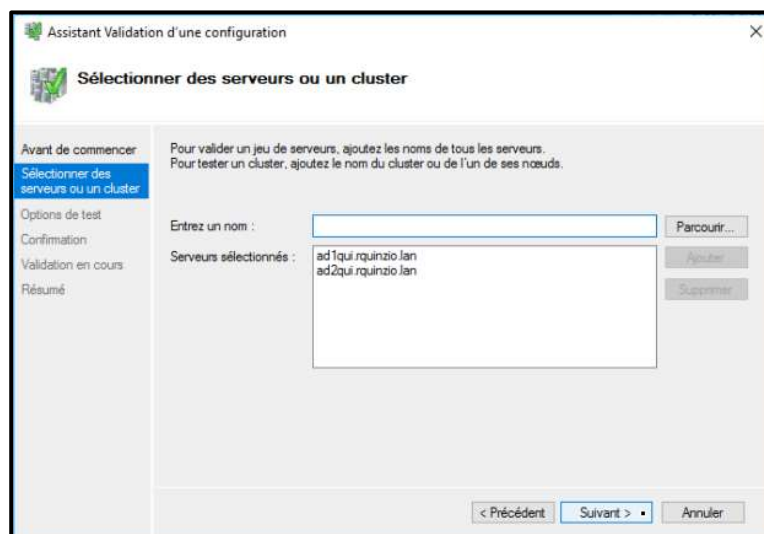 Assistant Validation d'une configuration
Sélectionner des serveurs ou un cluster
Avant de commencer
Sélectionner des
serveurs ou un cluster
Options de test
Confirmation
Validation en cours
Résumé
Pour valider un jeu de serveurs, ajoutez les noms de tous les serveurs.
Pour tester un cluster, ajoutez le nom du cluster ou de l'un de ses nœuds.
Entrez un nom :
Parcourir...
Serveurs sélectionnés :
ad1qui.rquinzio.lan
ad2qui.rquinzio.lan
Ajouter
Supprimer
< Précédent
Suivant >
Annuler